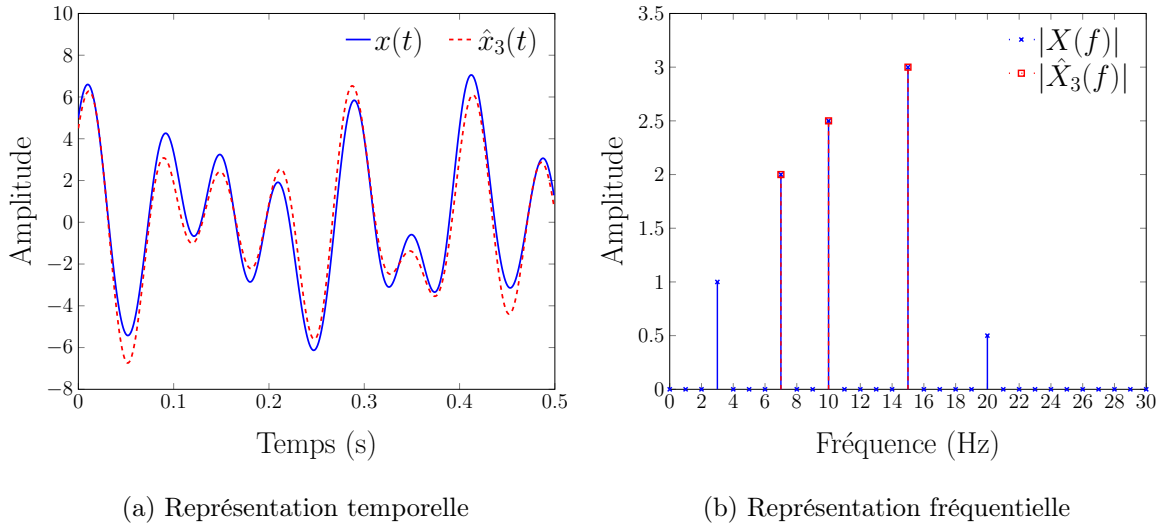 x(t)
x̂₃(t)
10
8
6
4
2
0
−2
−4
−6
−8
0
0.1
0.2
0.3
0.4
0.5
Amplitude
Temps (s)
(a) Représentation temporelle
|X(f)|
|X̂₃(f)|
3.5
3
2.5
2
1.5
1
0.5
0
0 2 4 6 8 10 12 14 16 18 20 22 24 26 28 30
Amplitude
Fréquence (Hz)
(b) Représentation fréquentielle